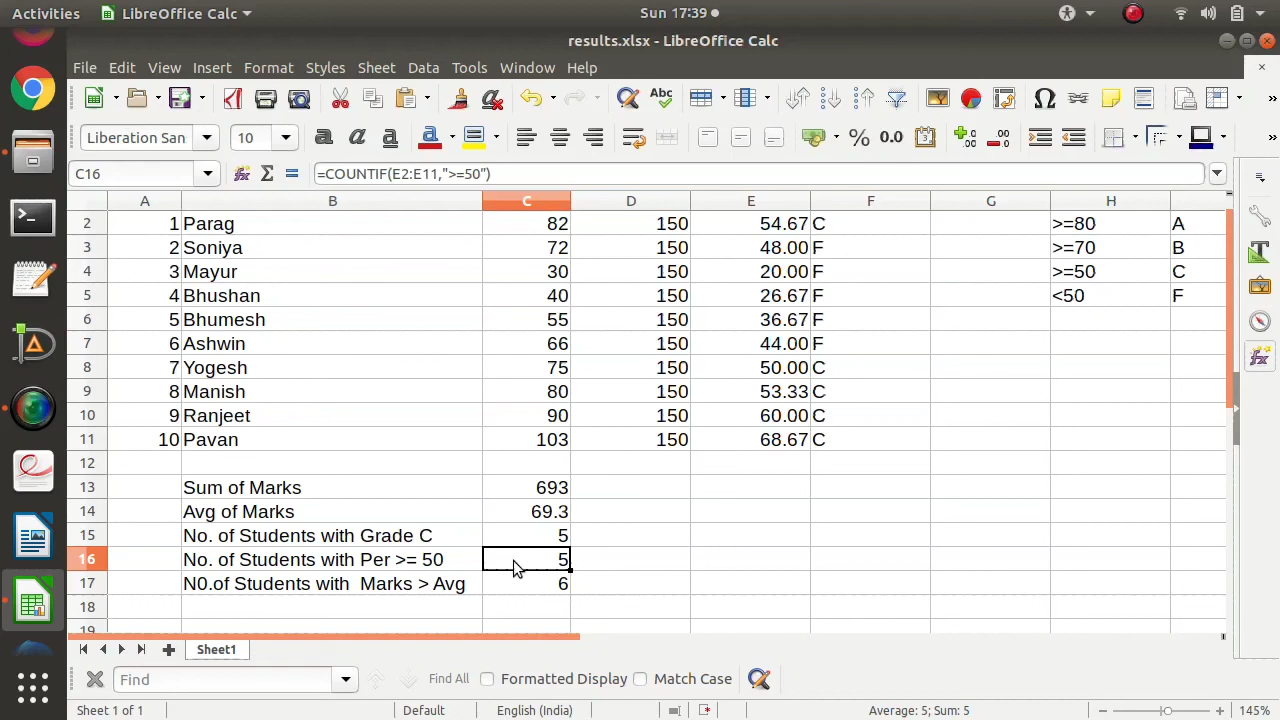 Activities LibreOffice Calc Sun 17:39
results.xlsx - LibreOffice Calc
File Edit View Insert Format Styles Sheet Data Tools Window Help
Liberation San 10
C16 =COUNTIF(E2:E11,">=50")
A B C D E F G H
2 1 Parag 82 150 54.67 C >=80 A
3 2 Soniya 72 150 48.00 F >=70 B
4 3 Mayur 30 150 20.00 F >=50 C
5 4 Bhushan 40 150 26.67 F <50 F
6 5 Bhumesh 55 150 36.67 F
7 6 Ashwin 66 150 44.00 F
8 7 Yogesh 75 150 50.00 C
9 8 Manish 80 150 53.33 C
10 9 Ranjeet 90 150 60.00 C
11 10 Pavan 103 150 68.67 C
12
13 Sum of Marks 693
14 Avg of Marks 69.3
15 No. of Students with Grade C 5
16 No. of Students with Per >= 50 5
17 N0.of Students with  Marks > Avg 6
18
19
Sheet1
Find Find All Formatted Display Match Case
Sheet 1 of 1 Default English (India) Average: 5; Sum: 5 145%